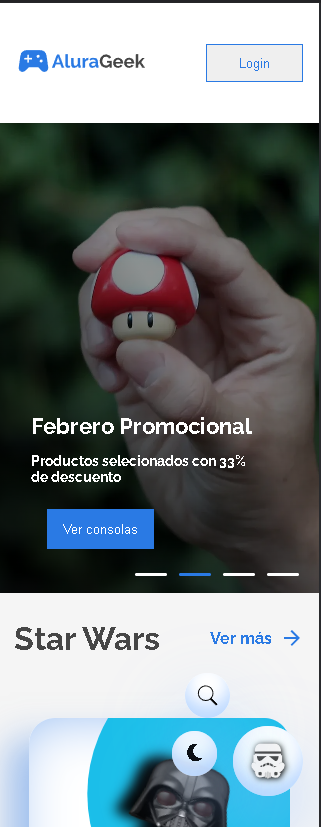 AluraGeek
Login
Febrero Promocional
Productos selecionados con 33%
de descuento
Ver consolas
Star Wars
Ver más